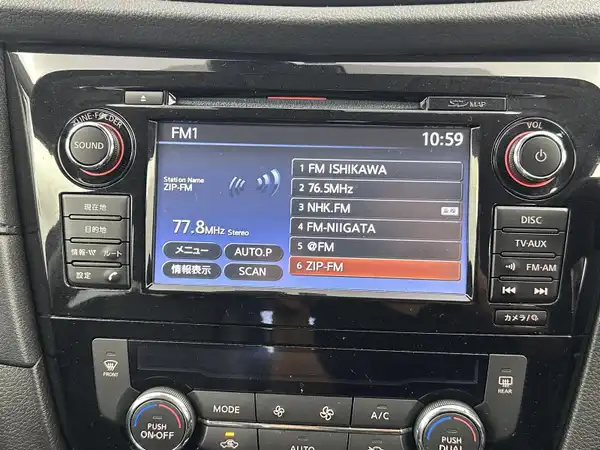 TUNE·FOLDER
SOUND
SD MAP
VOL
FM1
10:59
Station Name
ZIP-FM
77.8MHz Stereo
メニュー
AUTO.P
情報表示
SCAN
1 FM ISHIKAWA
2 76.5MHz
3 NHK.FM
4 FM-NIIGATA
5 @FM
6 ZIP-FM
現在地
目的地
情報・VV ルート
設定
DISC
TV-AUX
FM-AM
カメラ/
FRONT
MODE
A/C
REAR
PUSH
ON-OFF
AUTO
PUSH
DUAL